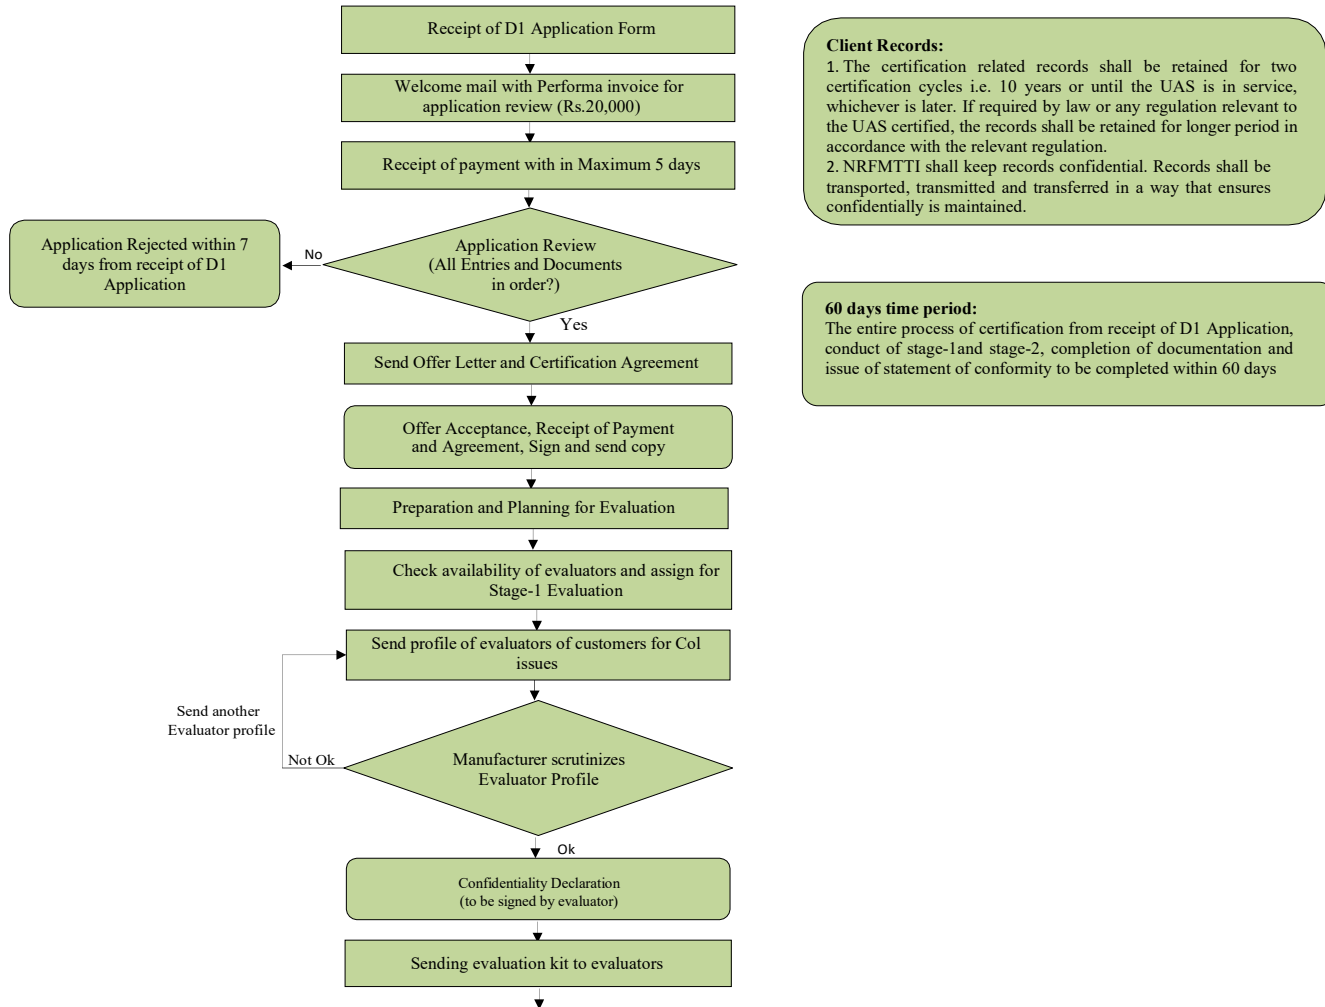 Receipt of D1 Application Form
Welcome mail with Performa invoice for
application review (Rs.20,000)
Receipt of payment with in Maximum 5 days
Application Review
(All Entries and Documents
in order?)
No
Application Rejected within 7
days from receipt of D1
Application
Yes
Send Offer Letter and Certification Agreement
Offer Acceptance, Receipt of Payment
and Agreement, Sign and send copy
Preparation and Planning for Evaluation
Check availability of evaluators and assign for
Stage-1 Evaluation
Send profile of evaluators of customers for Col
issues
Send another
Evaluator profile
Not Ok
Manufacturer scrutinizes
Evaluator Profile
Ok
Confidentiality Declaration
(to be signed by evaluator)
Sending evaluation kit to evaluators
Client Records:
1. The certification related records shall be retained for two
certification cycles i.e. 10 years or until the UAS is in service,
whichever is later. If required by law or any regulation relevant to
the UAS certified, the records shall be retained for longer period in
accordance with the relevant regulation.
2. NRFMTTI shall keep records confidential. Records shall be
transported, transmitted and transferred in a way that ensures
confidentially is maintained.
60 days time period:
The entire process of certification from receipt of D1 Application,
conduct of stage-1and stage-2, completion of documentation and
issue of statement of conformity to be completed within 60 days